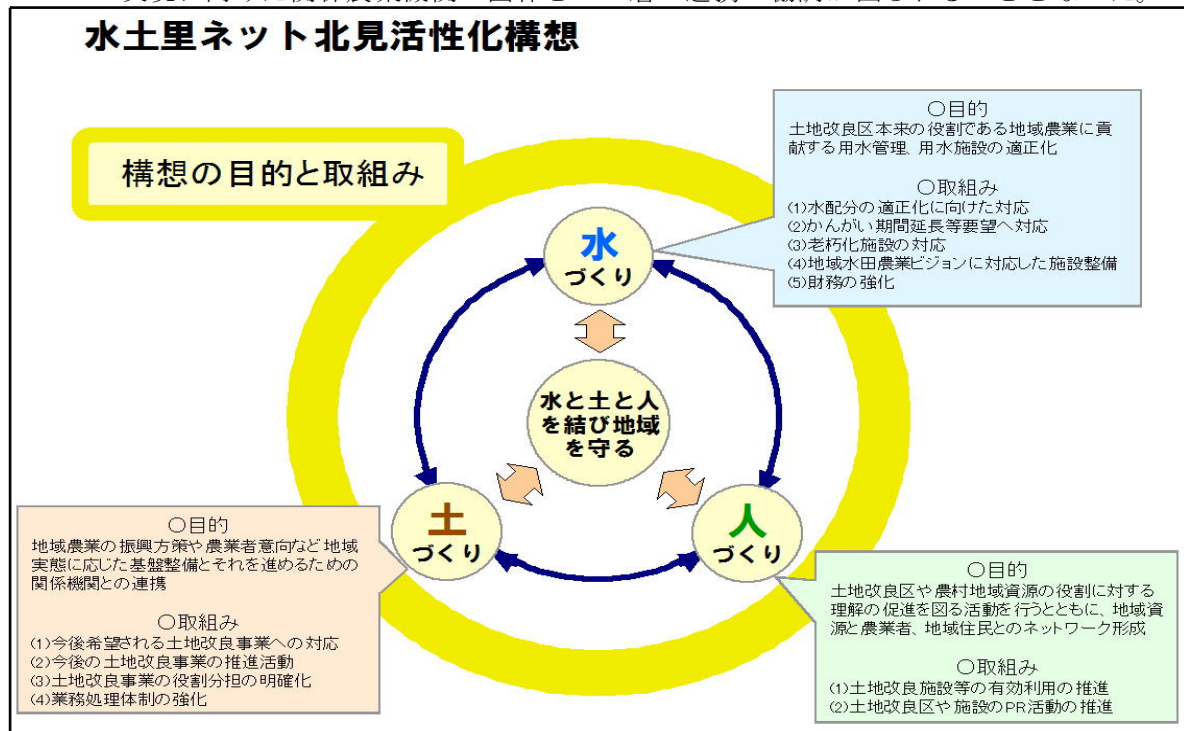 水土里ネット北見活性化構想
構想の目的と取組み
〇目的
土地改良区本来の役割である地域農業に貢
献する用水管理、用水施設の適正化
〇取組み
(1)水配分の適正化に向けた対応
(2)かんがい期間延長等要望へ対応
(3)老朽化施設の対応
(4)地域水田農業ビジョンに対応した施設整備
(5)財務の強化
水
づくり
水と土と人
を結び地域
を守る
土
づくり
人
づくり
〇目的
地域農業の振興方策や農業者意向など地域
実態に応じた基盤整備とそれを進めるための
関係機関との連携
〇取組み
(1)今後希望される土地改良事業への対応
(2)今後の土地改良事業の推進活動
(3)土地改良事業の役割分担の明確化
(4)業務処理体制の強化
〇目的
土地改良区や農村地域資源の役割に対する
理解の促進を図る活動を行うとともに、地域資
源と農業者、地域住民とのネットワーク形成
〇取組み
(1)土地改良施設等の有効利用の推進
(2)土地改良区や施設のPR活動の推進